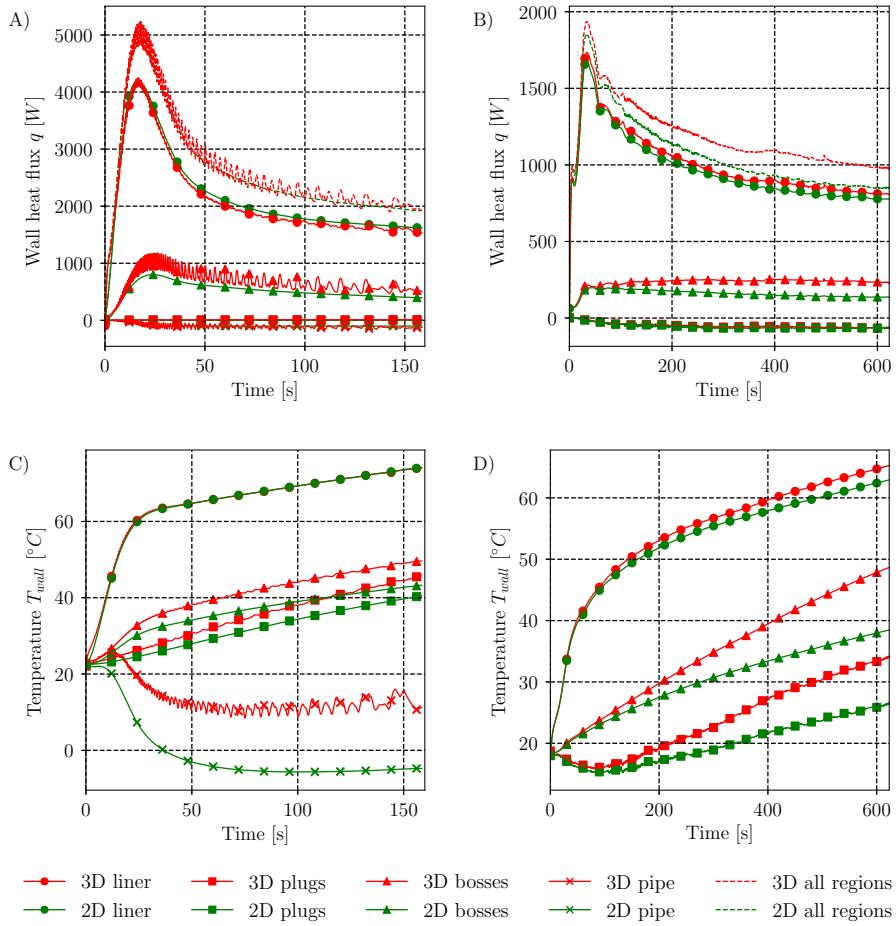 A)
B)
5000
4000
3000
2000
1000
0
Wall heat flux q [W]
0
50
100
150
Time [s]
2000
1500
1000
500
0
Wall heat flux q [W]
0
200
400
600
Time [s]
C)
D)
60
40
20
0
Temperature T_wall [°C]
0
50
100
150
Time [s]
60
50
40
30
20
Temperature T_wall [°C]
0
200
400
600
Time [s]
3D liner
3D plugs
3D bosses
3D pipe
3D all regions
2D liner
2D plugs
2D bosses
2D pipe
2D all regions